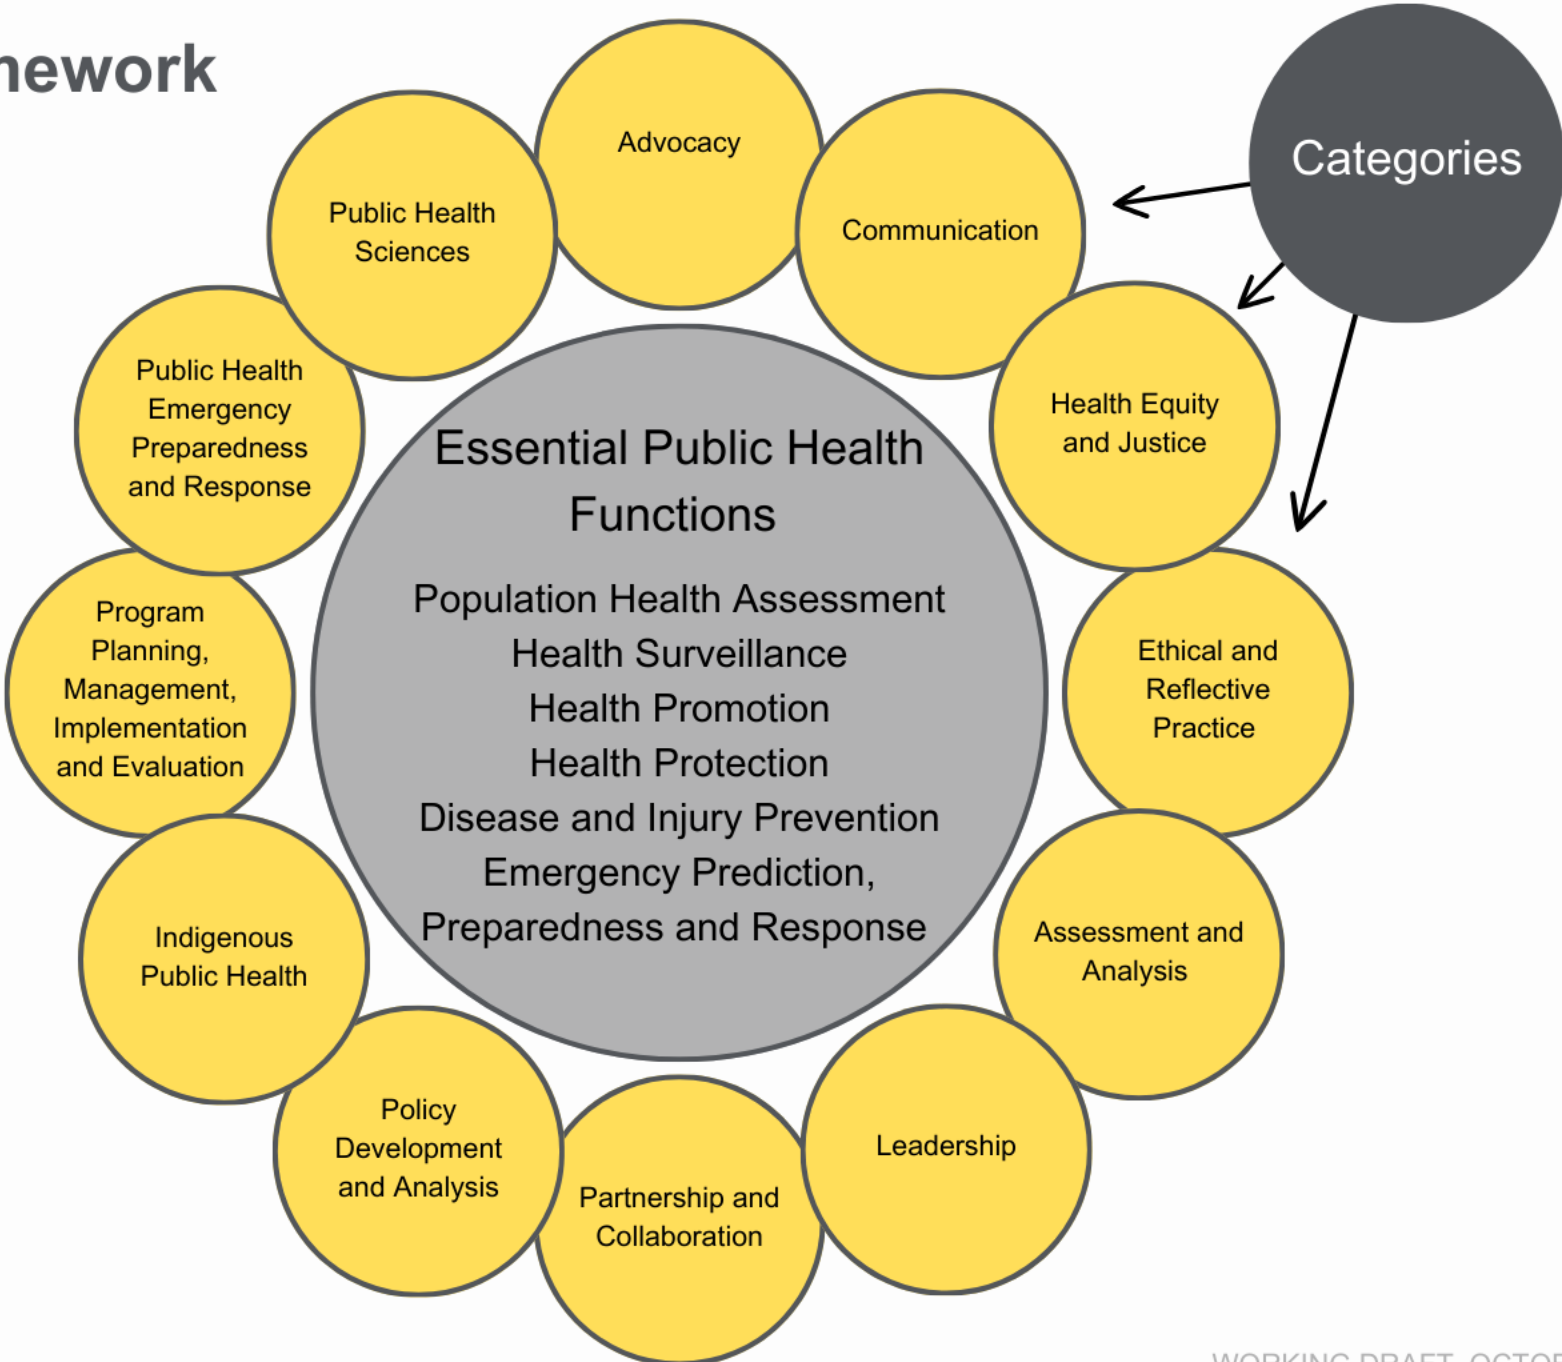 Categories
Advocacy
Communication
Health Equity
and Justice
Ethical and
Reflective
Practice
Assessment and
Analysis
Leadership
Partnership and
Collaboration
Policy
Development
and Analysis
Indigenous
Public Health
Program
Planning,
Management,
Implementation
and Evaluation
Public Health
Emergency
Preparedness
and Response
Public Health
Sciences
Essential Public Health
Functions
Population Health Assessment
Health Surveillance
Health Promotion
Health Protection
Disease and Injury Prevention
Emergency Prediction,
Preparedness and Response
WORKING DRAFT